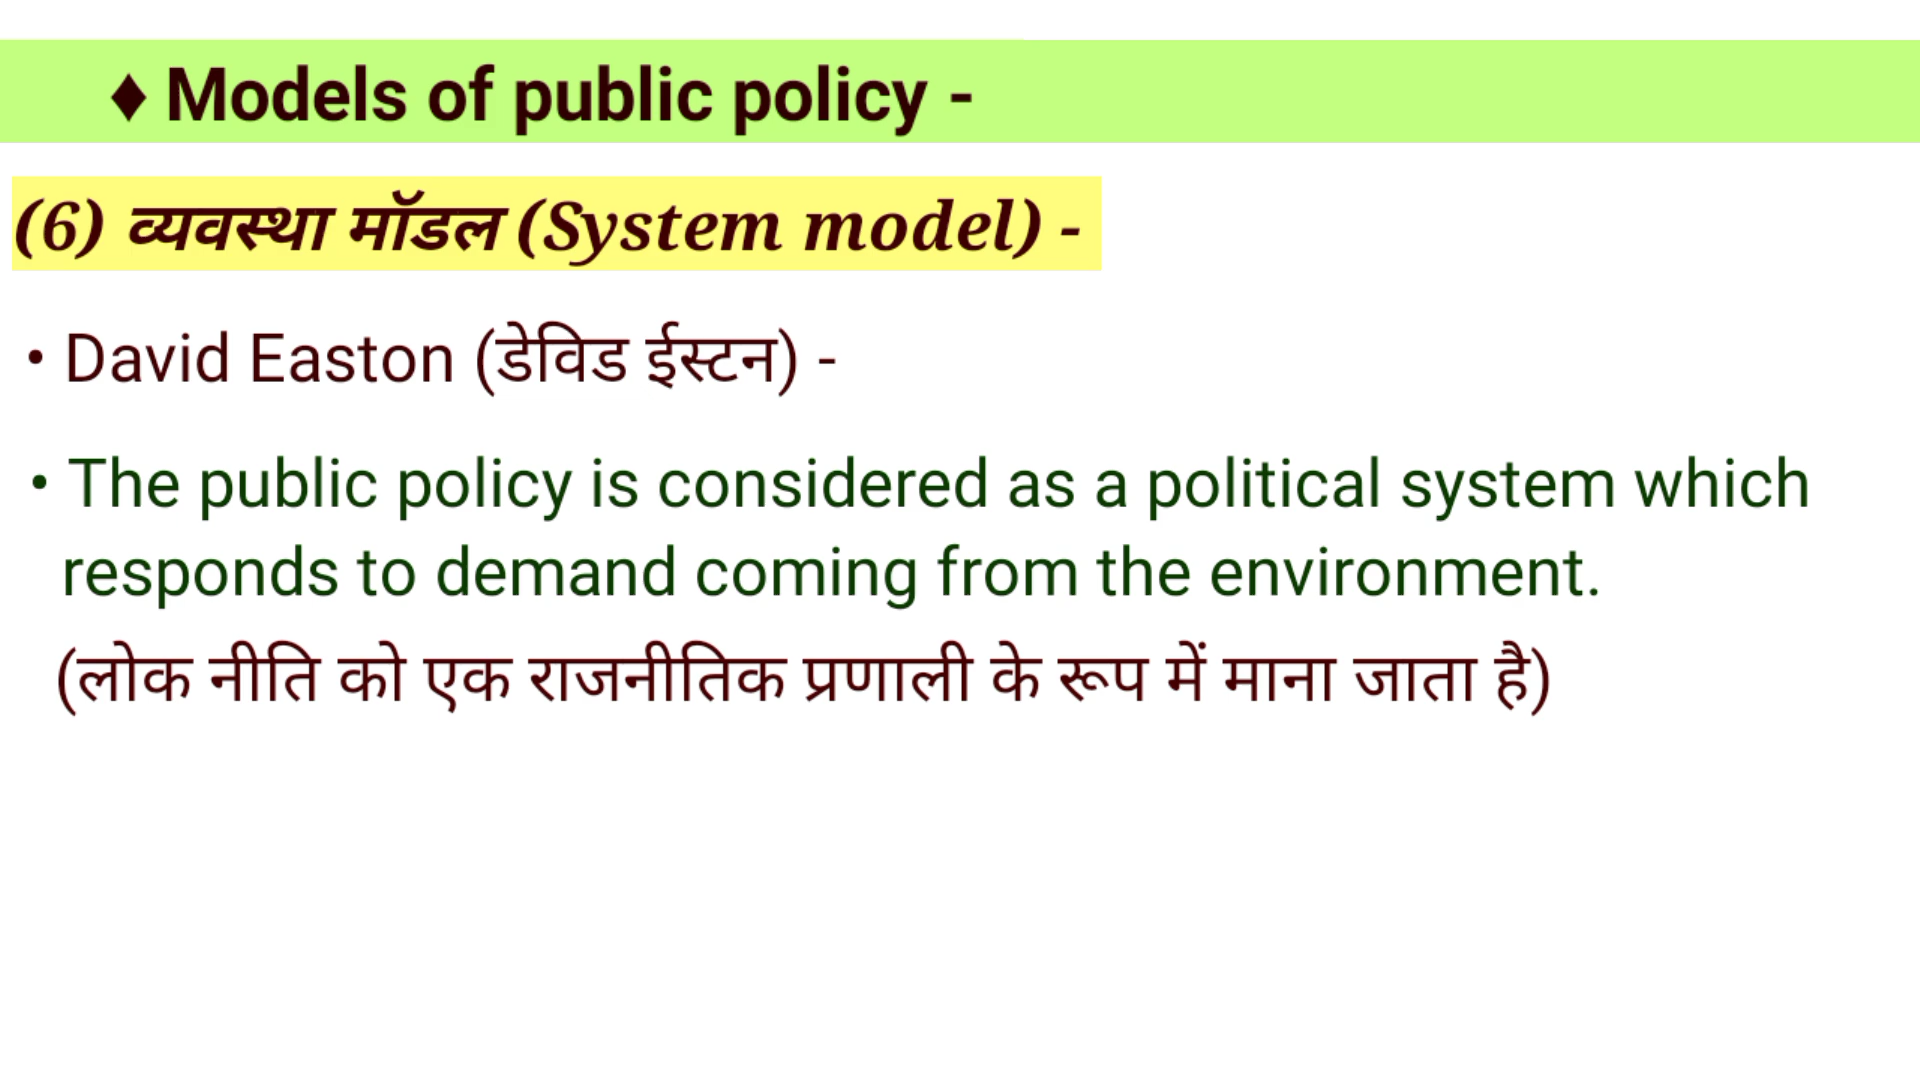 ♦ Models of public policy -
(6) व्यवस्था मॉडल (System model) -
• David Easton (डेविड ईस्टन) -
• The public policy is considered as a political system which
responds to demand coming from the environment.
(लोक नीति को एक राजनीतिक प्रणाली के रूप में माना जाता है)